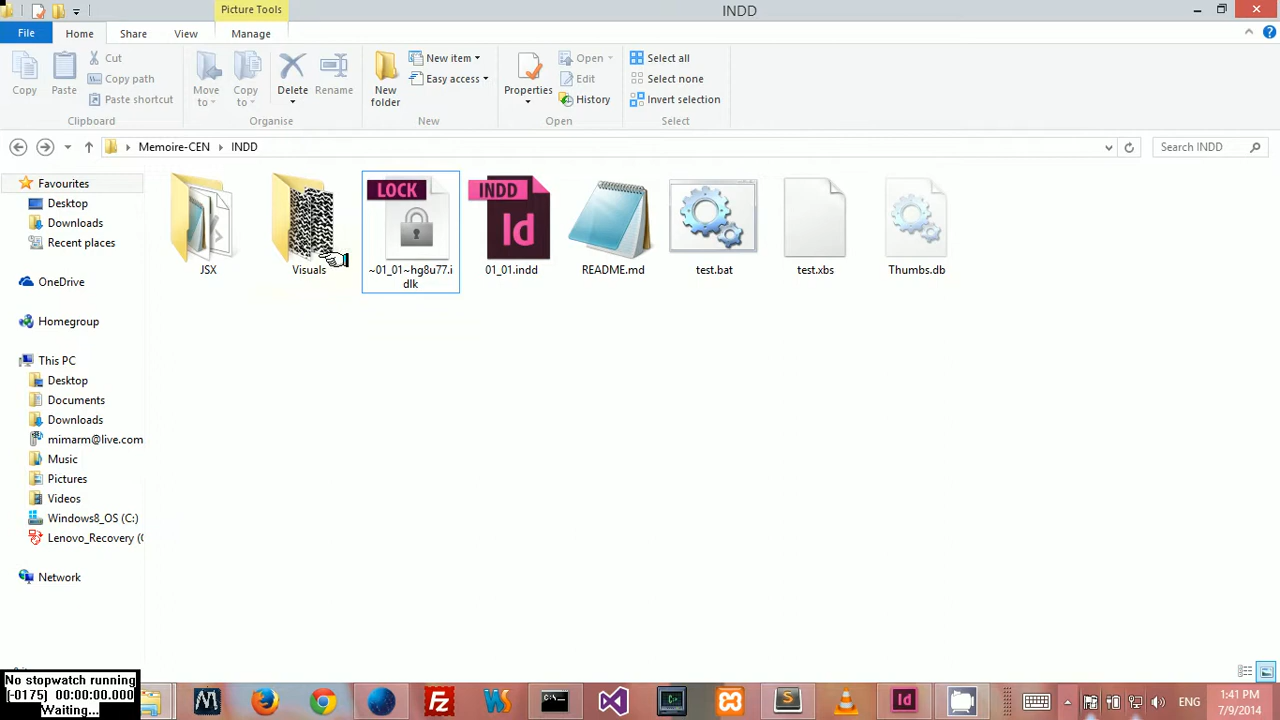 Picture Tools
INDD
File
Home
Share
View
Manage
Copy
Paste
Cut
Copy path
Paste shortcut
Clipboard
Move to
Copy to
Delete
Rename
Organise
New folder
New item
Easy access
New
Properties
Open
Edit
History
Open
Select all
Select none
Invert selection
Select
Memoire-CEN
INDD
Search INDD
Favourites
Desktop
Downloads
Recent places
OneDrive
Homegroup
This PC
Desktop
Documents
Downloads
mimarm@live.com
Music
Pictures
Videos
Windows8_OS (C:)
Lenovo_Recovery (
Network
JSX
Visuals
LOCK
~01_01~hg8u77.i
dlk
INDD
Id
01_01.indd
README.md
test.bat
test.xbs
Thumbs.db
No stopwatch running
[-0175] 00:00:00.000
Waiting...
Fz
Id
ENG
1:41 PM
7/9/2014